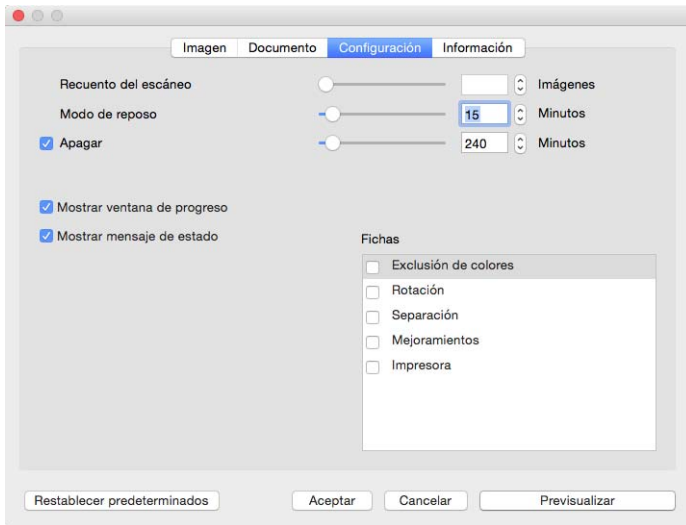 Imagen Documento Configuración Información
Recuento del escáneo Imágenes
Modo de reposo 15 Minutos
Apagar 240 Minutos
Mostrar ventana de progreso
Mostrar mensaje de estado
Fichas
Exclusión de colores
Rotación
Separación
Mejoramientos
Impresora
Restablecer predeterminados Aceptar Cancelar Previsualizar